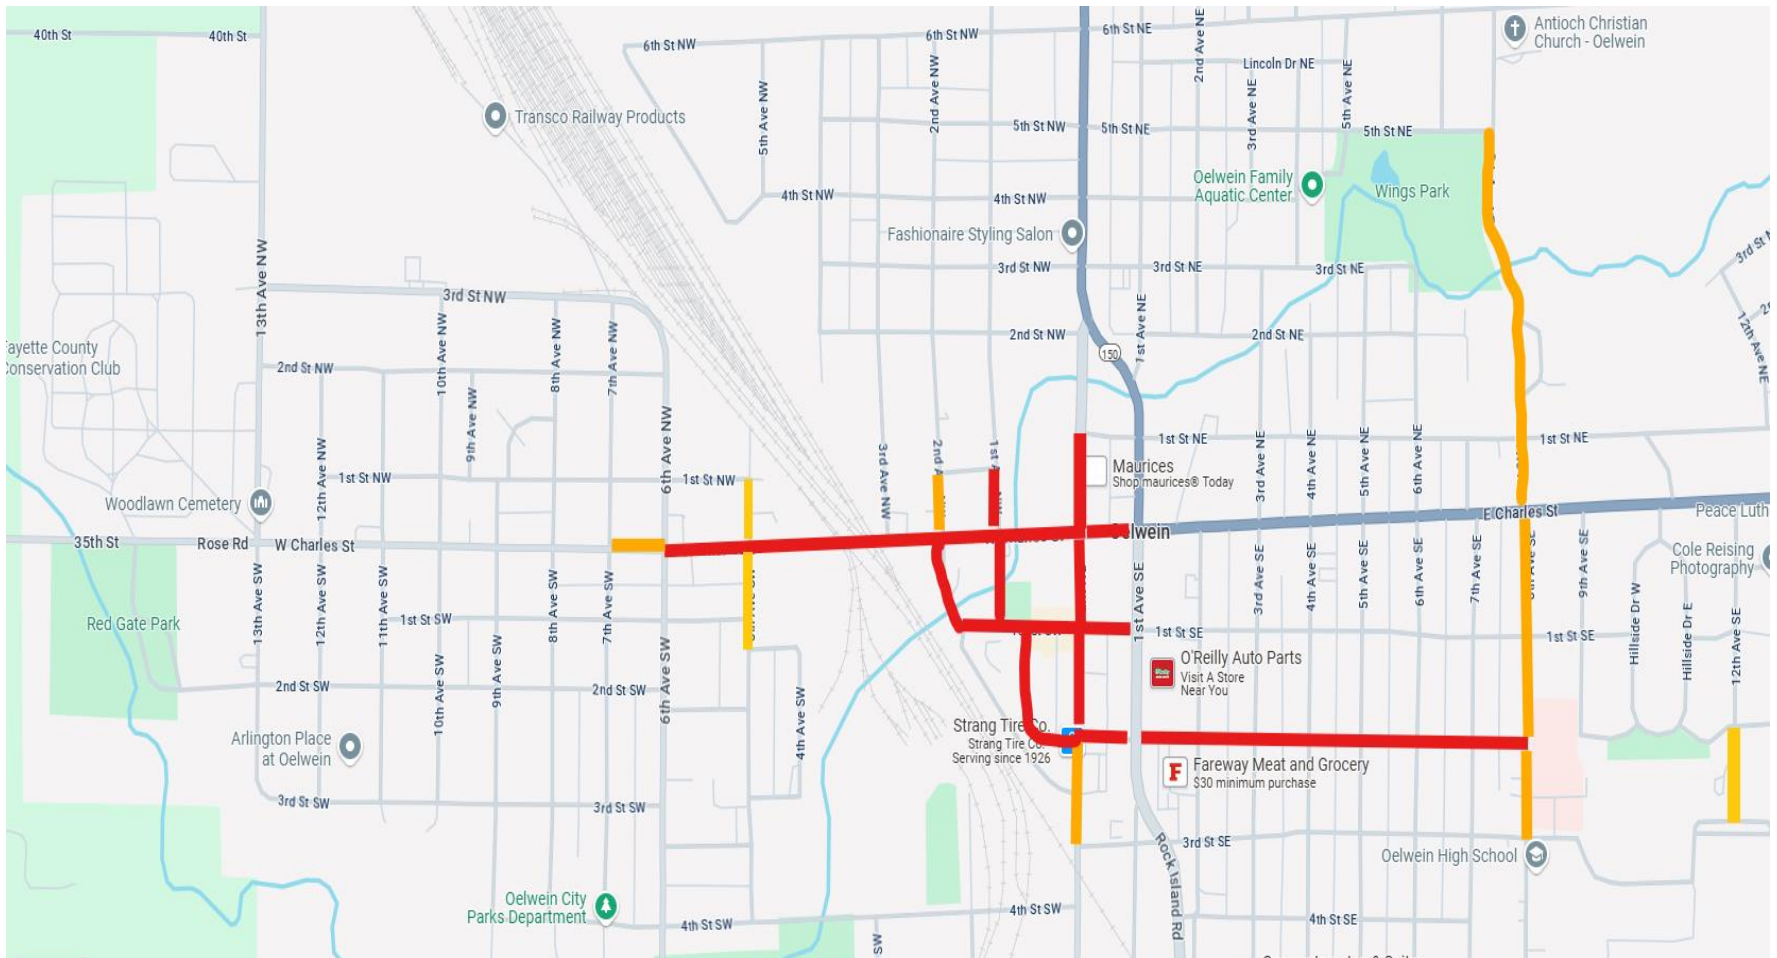 40th St
40th St
6th St NW
6th St NW
6th St NE
2nd Ave NE
Antioch Christian
Church - Oelwein
Lincoln Dr NE
5th Ave NE
3rd Ave NE
5th Ave NW
2nd Ave NW
Transco Railway Products
5th St NW
5th St NE
5th St NE
Oelwein Family
Aquatic Center
Wings Park
4th St NW
4th St NW
Fashionaire Styling Salon
3rd St NW
3rd St NE
3rd St NE
3rd St N
13th Ave NW
3rd St NW
10th Ave NW
8th Ave NW
7th Ave NW
2nd St NW
150
1st Ave NE
2nd St NE
12th Ave NE
ayette County
onservation Club
2nd St NW
9th Ave NW
6th Ave NW
12th Ave NW
3rd Ave NW
2nd A
1st A
1st St NE
3rd Ave NE
4th Ave NE
5th Ave NE
6th Ave NE
1st St NE
1st St NW
1st St NW
Maurices
Shop maurices® Today
Woodlawn Cemetery
E Charles St
Peace Luth
35th St
Rose Rd
W Charles St
Oelwein
Cole Reising
Photography
13th Ave SW
12th Ave SW
11th Ave SW
8th Ave SW
7th Ave SW
1st Ave SE
3rd Ave SE
4th Ave SE
5th Ave SE
6th Ave SE
7th Ave SE
9th Ave SE
Hillside Dr W
Hillside Dr E
12th Ave SE
Red Gate Park
1st St SW
1st St SE
1st St SE
10th Ave SW
9th Ave SW
6th Ave SW
4th Ave SW
O'Reilly Auto Parts
Visit A Store
Near You
2nd St SW
2nd St SW
Arlington Place
at Oelwein
Strang Tire Co.
Strang Tire Co.
Serving since 1926
F
Fareway Meat and Grocery
$30 minimum purchase
3rd St SW
3rd St SW
3rd St SE
Rock Island Rd
Oelwein High School
Oelwein City
Parks Department
4th St SW
4th St SW
4th St SE
SW